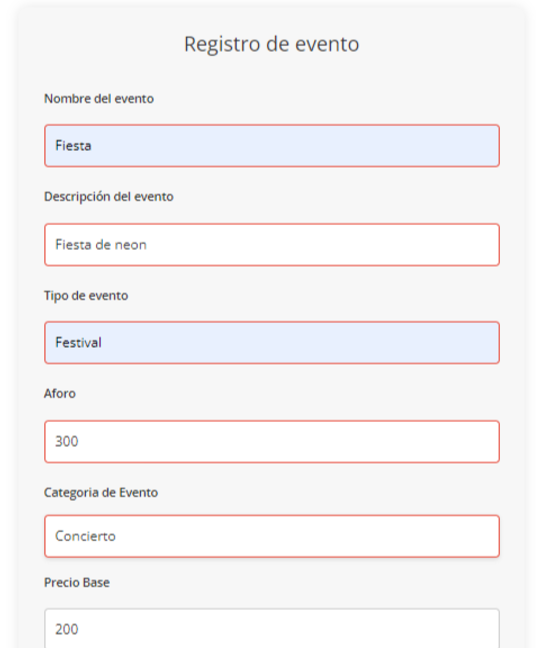 Registro de evento
Nombre del evento
Fiesta
Descripción del evento
Fiesta de neon
Tipo de evento
Festival
Aforo
300
Categoria de Evento
Concierto
Precio Base
200